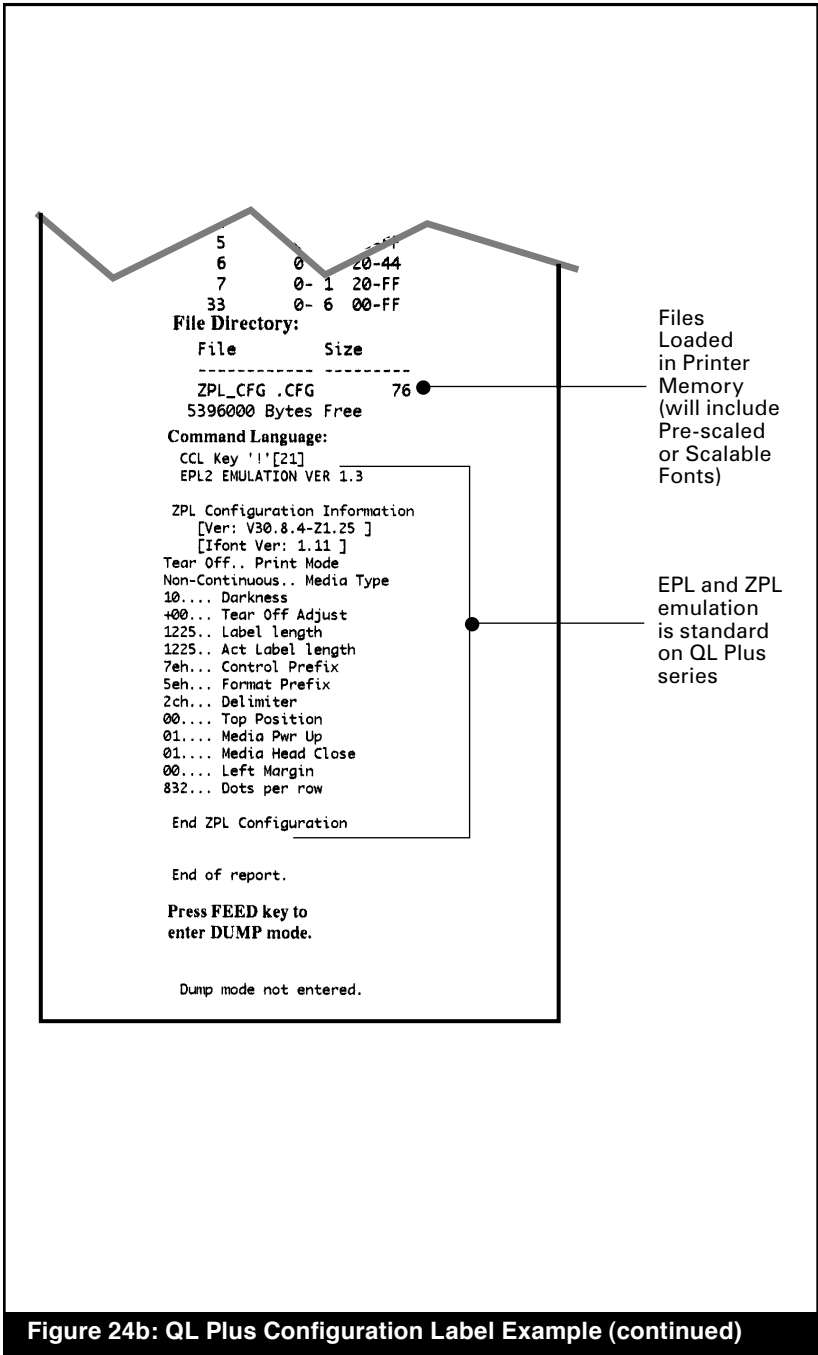 5 0
6 0 20-44
7 0- 1 20-FF
33 0- 6 00-FF
File Directory:
File Size
------------ ---------
ZPL_CFG .CFG 76
5396000 Bytes Free
Command Language:
CCL Key '!'[21]
EPL2 EMULATION VER 1.3
ZPL Configuration Information
[Ver: V30.8.4-Z1.25 ]
[Ifont Ver: 1.11 ]
Tear Off.. Print Mode
Non-Continuous.. Media Type
10.... Darkness
+00... Tear Off Adjust
1225.. Label length
1225.. Act Label length
7eh... Control Prefix
5eh... Format Prefix
2ch... Delimiter
00.... Top Position
01.... Media Pwr Up
01.... Media Head Close
00.... Left Margin
832... Dots per row
End ZPL Configuration
End of report.
Press FEED key to
enter DUMP mode.
Dump mode not entered.
Files
Loaded
in Printer
Memory
(will include
Pre-scaled
or Scalable
Fonts)
EPL and ZPL
emulation
is standard
on QL Plus
series
Figure 24b: QL Plus Configuration Label Example (continued)